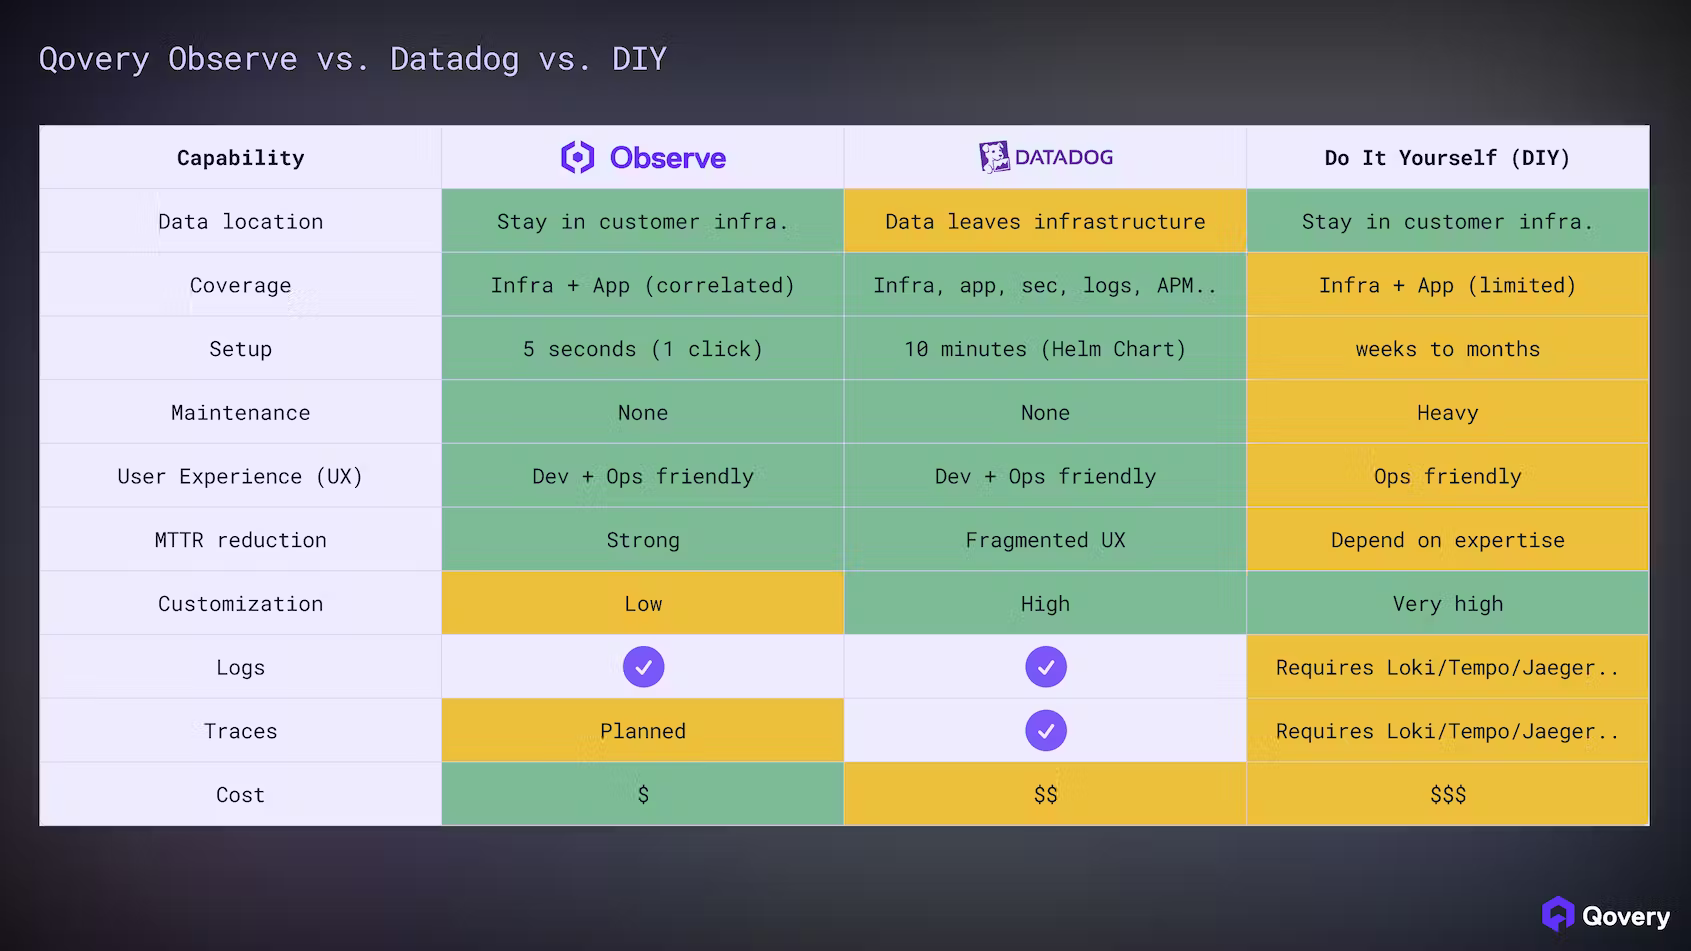 Qovery Observe vs. Datadog vs. DIY
Capability Observe DATADOG Do It Yourself (DIY)
Data location Stay in customer infra. Data leaves infrastructure Stay in customer infra.
Coverage Infra + App (correlated) Infra, app, sec, logs, APM.. Infra + App (limited)
Setup 5 seconds (1 click) 10 minutes (Helm Chart) weeks to months
Maintenance None None Heavy
User Experience (UX) Dev + Ops friendly Dev + Ops friendly Ops friendly
MTTR reduction Strong Fragmented UX Depend on expertise
Customization Low High Very high
Logs Requires Loki/Tempo/Jaeger..
Traces Planned Requires Loki/Tempo/Jaeger..
Cost $ $$ $$$
Qovery